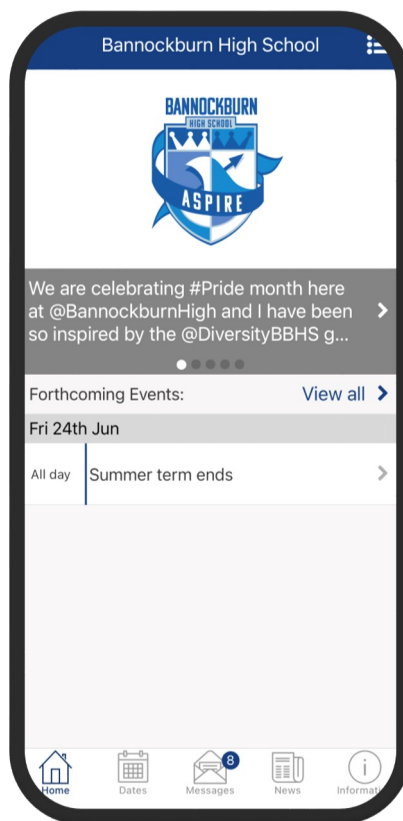 Bannockburn High School
BANNOCKBURN
HIGH SCHOOL
ASPIRE
We are celebrating #Pride month here
at @BannockburnHigh and I have been
so inspired by the @DiversityBBHS g...
Forthcoming Events:
View all
Fri 24th Jun
All day
Summer term ends
8
Home
Dates
Messages
News
Informati